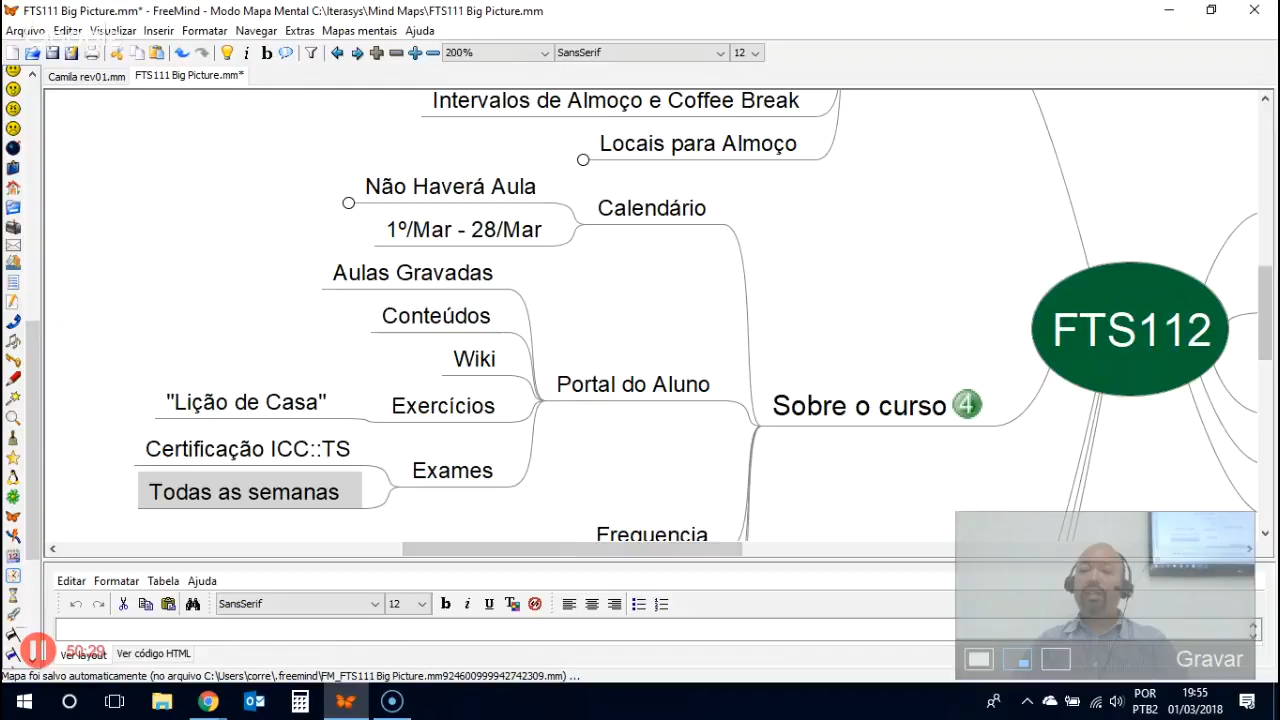 FTS111 Big Picture.mm* - FreeMind - Modo Mapa Mental C:\Iterasys\Mind Maps\FTS111 Big Picture.mm
Arquivo Editar Visualizar Inserir Formatar Navegar Extras Mapas mentais Ajuda
200% SansSerif 12
Camila rev01.mm FTS111 Big Picture.mm*
Intervalos de Almoço e Coffee Break
Locais para Almoço
Não Haverá Aula
Calendário
1º/Mar - 28/Mar
Aulas Gravadas
Conteúdos
FTS112
Wiki
Portal do Aluno
"Lição de Casa"
Exercícios
Sobre o curso 4
Certificação ICC::TS
Exames
Todas as semanas
Frequencia
Editar Formatar Tabela Ajuda
SansSerif 12
50:29
Ver layout Ver código HTML
Gravar
Mapa foi salvo automaticamente (no arquivo C:\Users\corre\.freemind\FM_FTS111 Big Picture.mm924600999942742309.mm) ...
POR 19:55
PTB2 01/03/2018